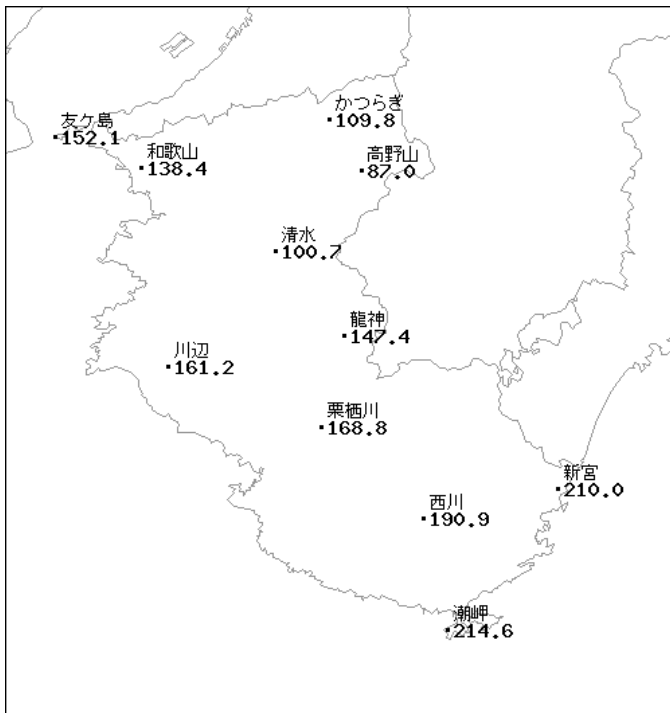 かつらぎ
109.8
友ケ島
152.1
和歌山
138.4
高野山
87.0
清水
100.7
龍神
147.4
川辺
161.2
栗栖川
168.8
新宮
210.0
西川
190.9
潮岬
214.6